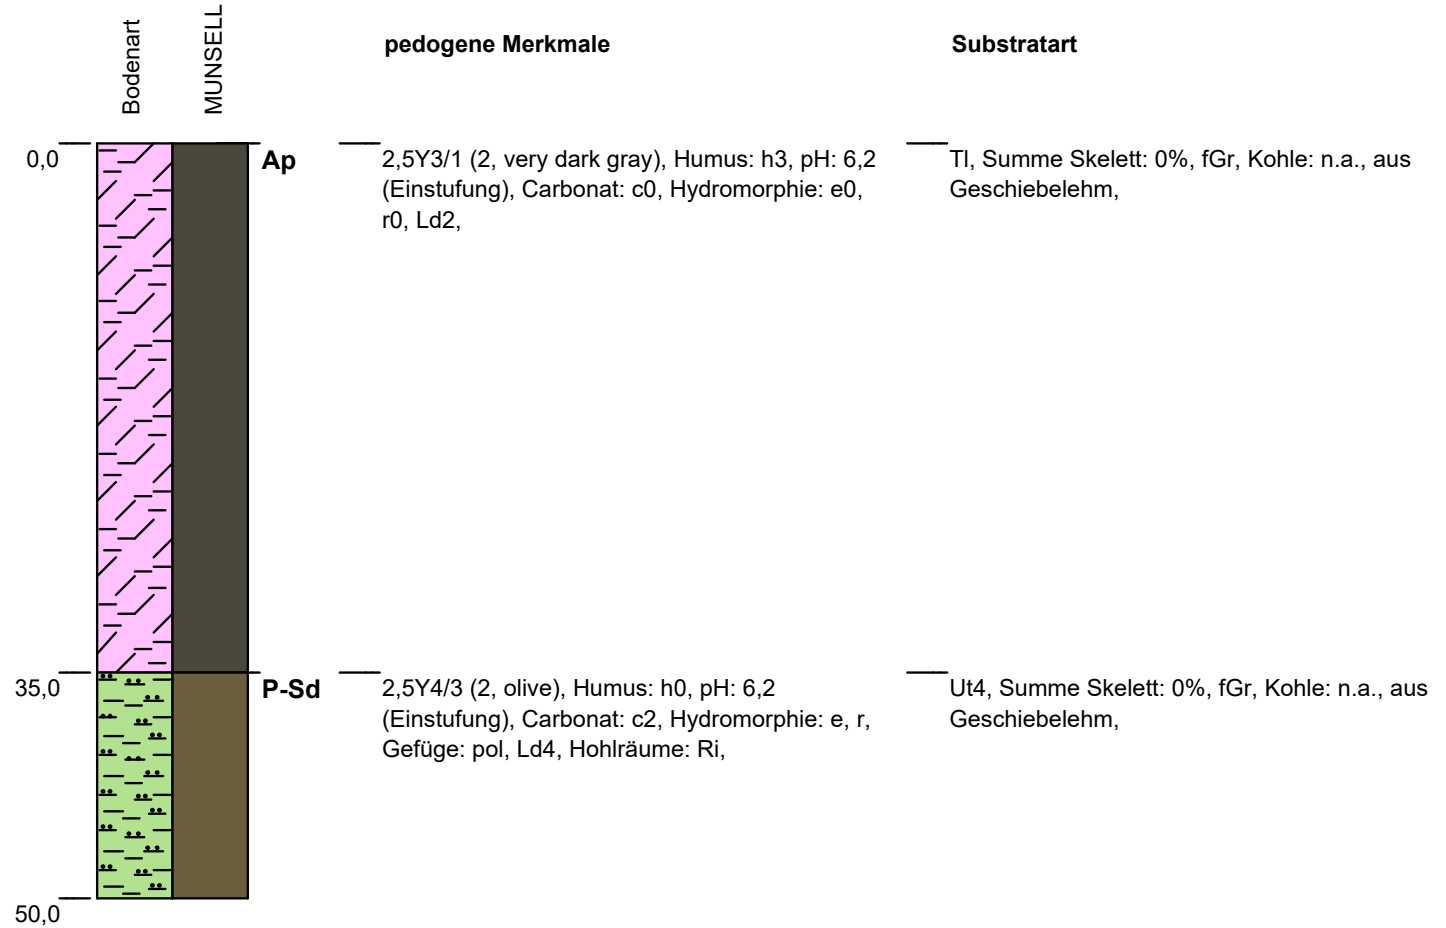 Bodenart
MUNSELL
pedogene Merkmale
Substratart
0,0
Ap
2,5Y3/1 (2, very dark gray), Humus: h3, pH: 6,2
(Einstufung), Carbonat: c0, Hydromorphie: e0,
r0, Ld2,
Tl, Summe Skelett: 0%, fGr, Kohle: n.a., aus
Geschiebelehm,
35,0
P-Sd
2,5Y4/3 (2, olive), Humus: h0, pH: 6,2
(Einstufung), Carbonat: c2, Hydromorphie: e, r,
Gefüge: pol, Ld4, Hohlräume: Ri,
Ut4, Summe Skelett: 0%, fGr, Kohle: n.a., aus
Geschiebelehm,
50,0